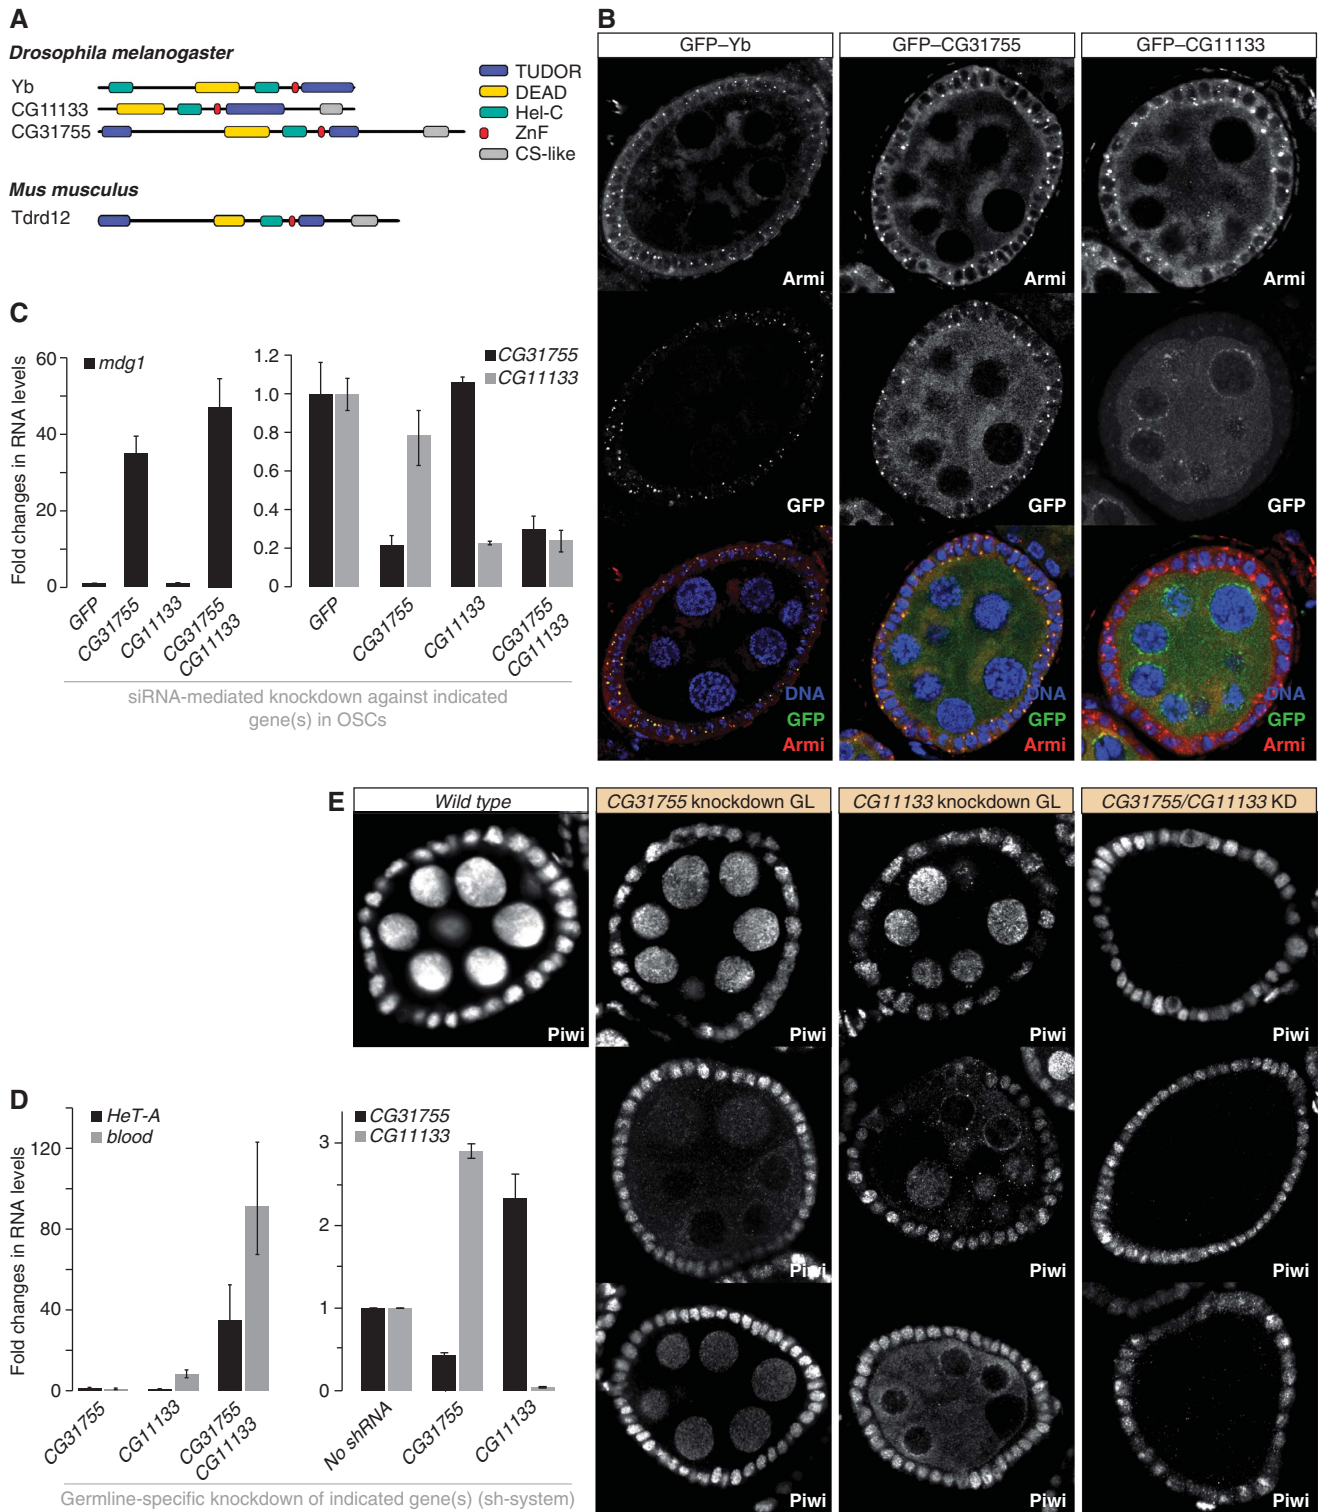 A
Drosophila melanogaster
Yb
CG11133
CG31755
TUDOR
DEAD
Hel-C
ZnF
CS-like
Mus musculus
Tdrd12
B
GFP–Yb
GFP–CG31755
GFP–CG11133
Armi
Armi
Armi
GFP
GFP
GFP
DNA
GFP
Armi
DNA
GFP
Armi
DNA
GFP
Armi
C
Fold changes in RNA levels
60
40
20
0
mdg1
GFP
CG31755
CG11133
CG31755
CG11133
1.2
1.0
0.8
0.6
0.4
0.2
0
CG31755
CG11133
GFP
CG31755
CG11133
CG31755
CG11133
siRNA-mediated knockdown against indicated
gene(s) in OSCs
E
Wild type
CG31755 knockdown GL
CG11133 knockdown GL
CG31755/CG11133 KD
Piwi
Piwi
Piwi
Piwi
Piwi
Piwi
Piwi
Piwi
Piwi
Piwi
D
Fold changes in RNA levels
120
80
40
0
HeT-A
blood
CG31755
CG11133
CG31755
CG11133
3
2
1
0
CG31755
CG11133
No shRNA
CG31755
CG11133
Germline-specific knockdown of indicated gene(s) (sh-system)